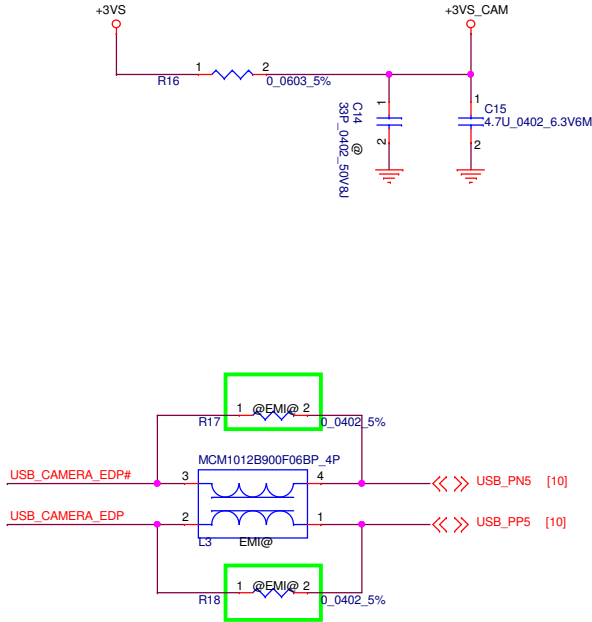 +3VS
+3VS_CAM
1
2
R16
0_0603_5%
1
2
C14
33P_0402_50V8J
@
1
2
C15
4.7U_0402_6.3V6M
1
@EMI@
2
R17
0_0402_5%
MCM1012B900F06BP_4P
USB_CAMERA_EDP#
3
4
USB_PN5 [10]
USB_CAMERA_EDP
2
1
USB_PP5 [10]
L3
EMI@
1
@EMI@
2
R18
0_0402_5%